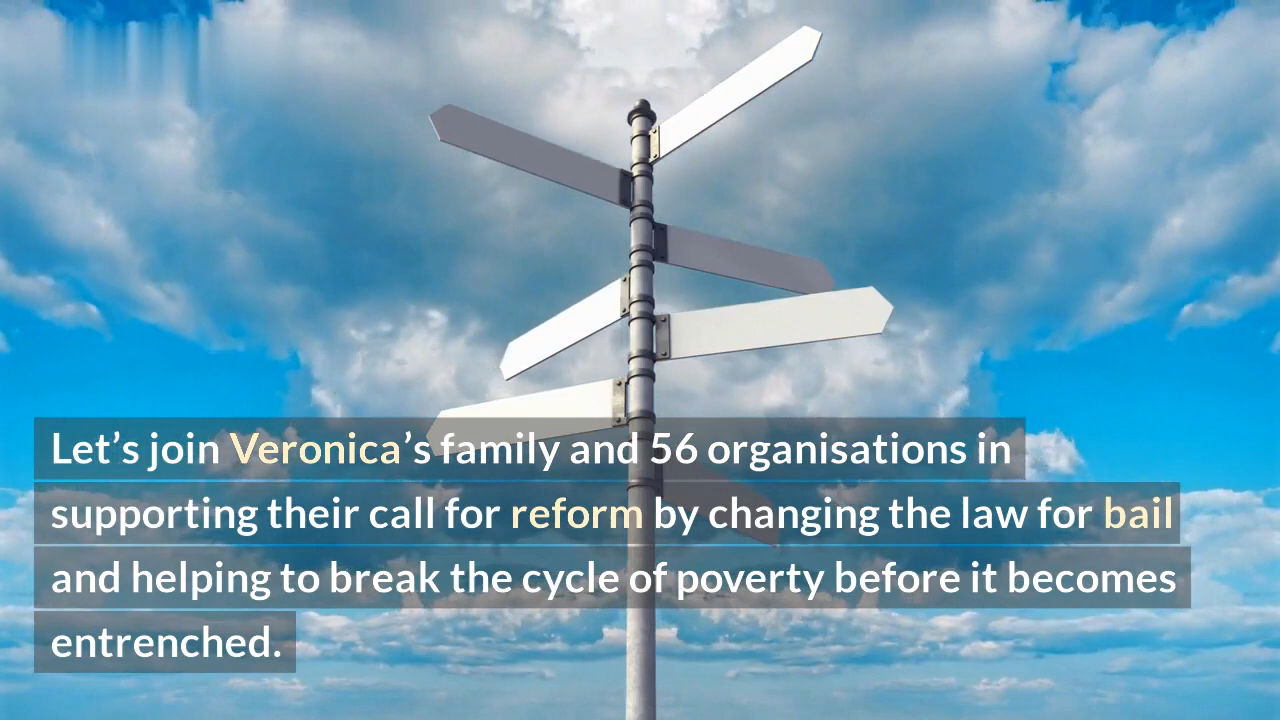 Let’s join Veronica’s family and 56 organisations in
supporting their call for reform by changing the law for bail
and helping to break the cycle of poverty before it becomes
entrenched.